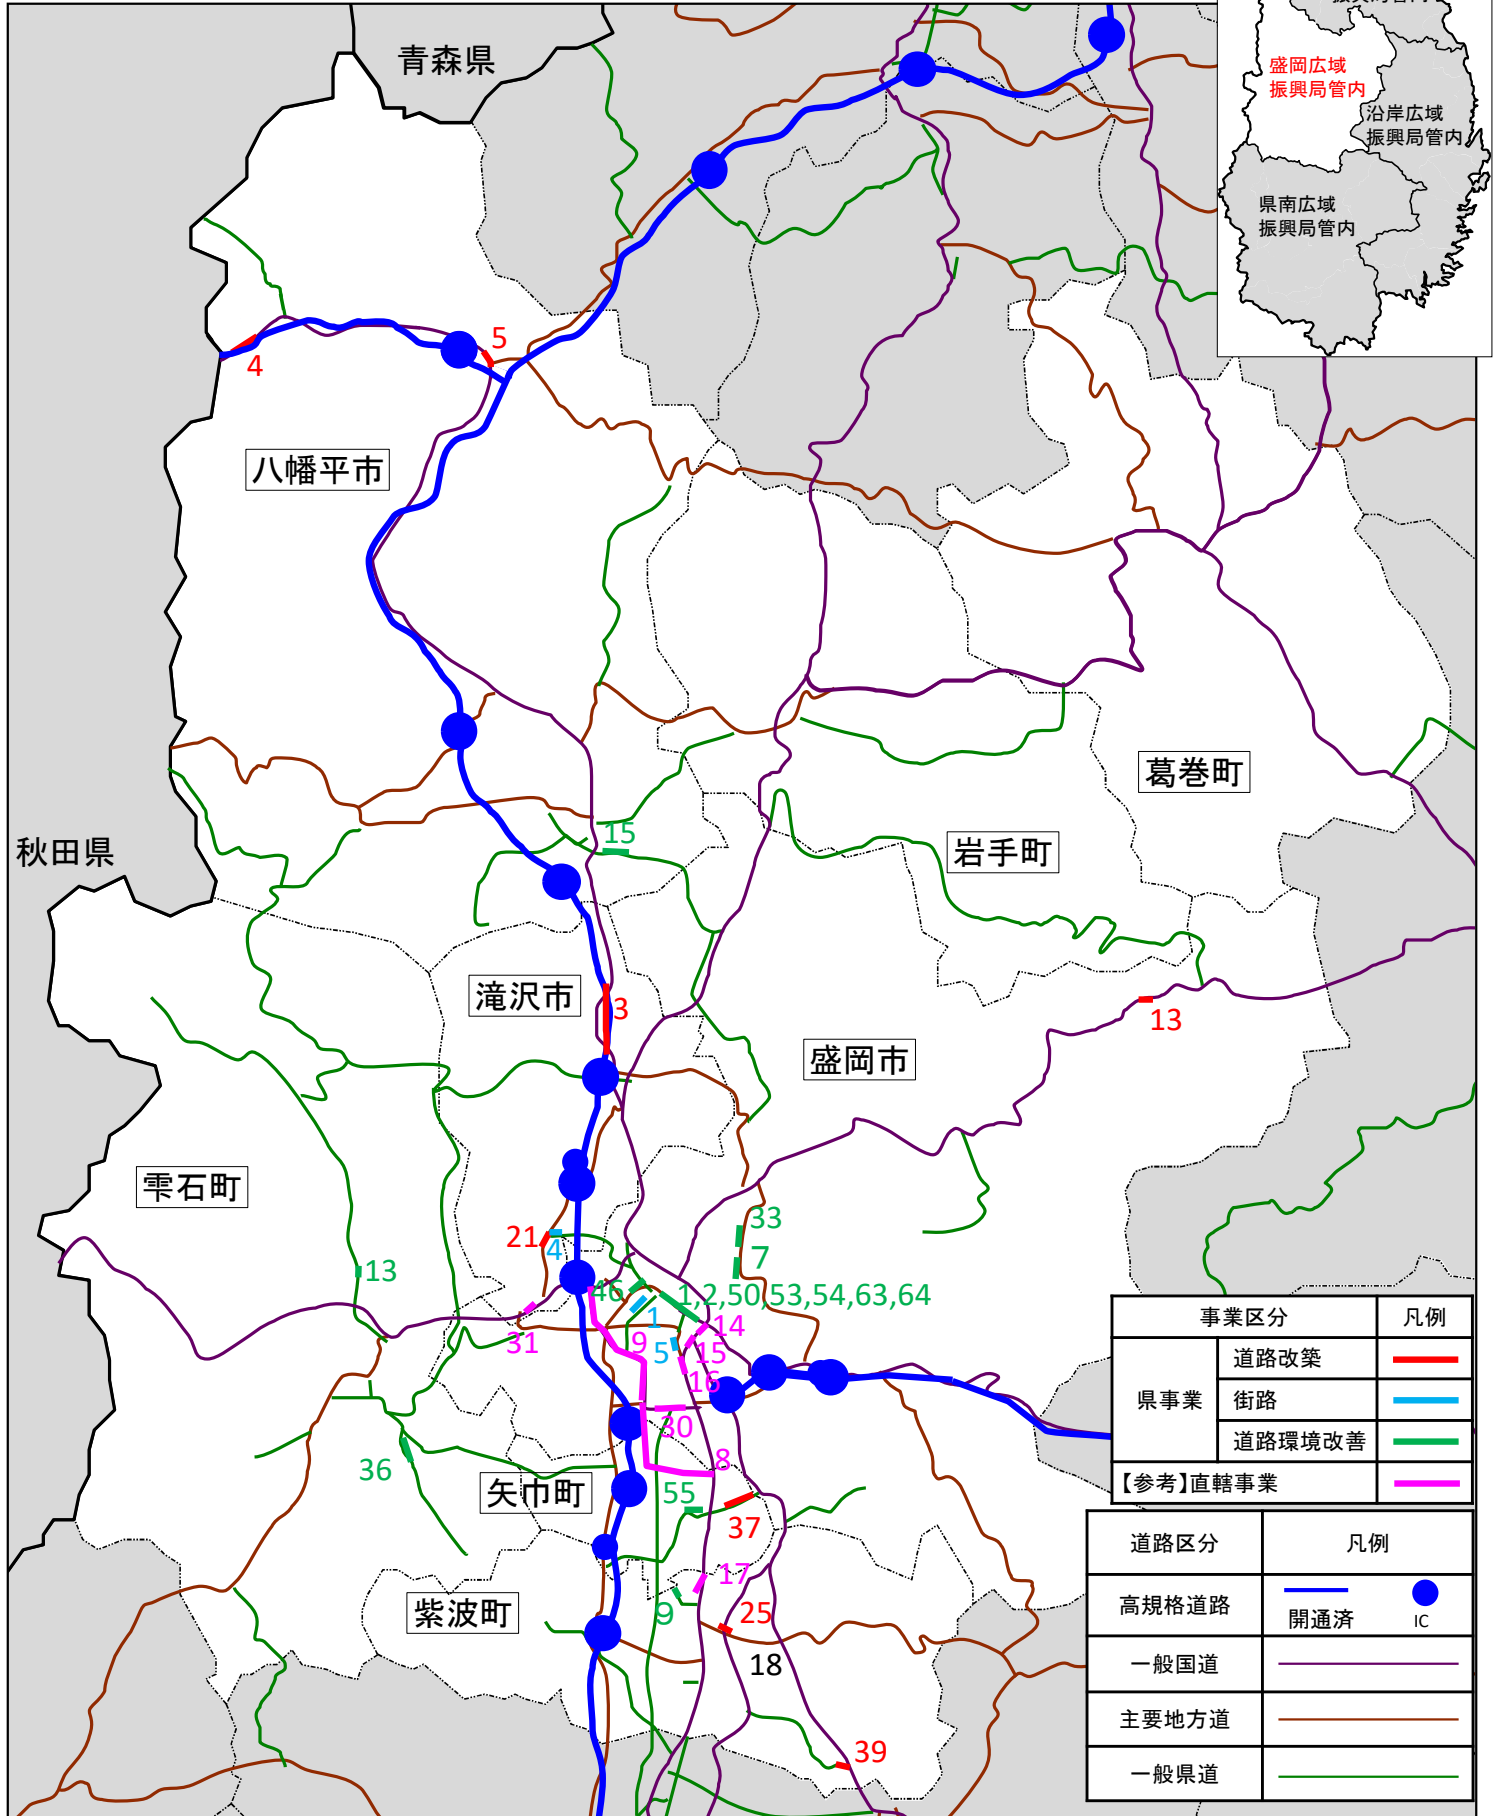 青森県
盛岡広域
振興局管内
沿岸広域
振興局管内
県南広域
振興局管内
4
5
八幡平市
葛巻町
秋田県
15
岩手町
滝沢市
3
13
盛岡市
雫石町
21
4
33
7
13
46
1,2,50,53,54,63,64
1
14
31
9
5
15
16
30
8
36
矢巾町
55
37
17
紫波町
9
25
18
39
事業区分
凡例
県事業
道路改築
街路
道路環境改善
【参考】直轄事業
道路区分
凡例
高規格道路
開通済
IC
一般国道
主要地方道
一般県道